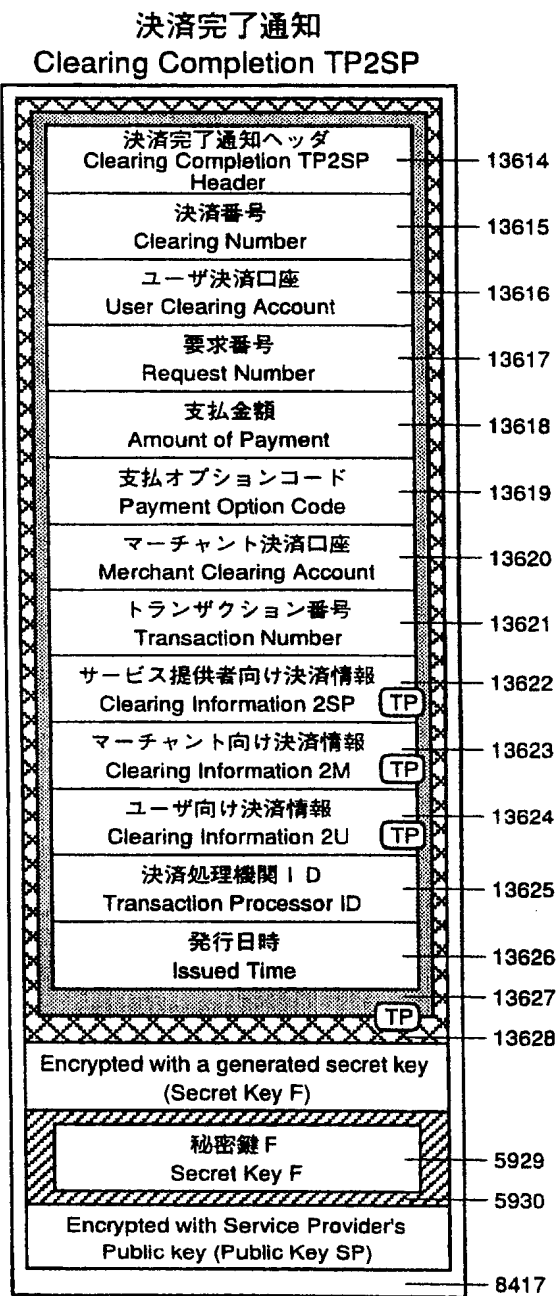 決済完了通知
Clearing Completion TP2SP
決済完了通知ヘッダ
Clearing Completion TP2SP
Header
13614
決済番号
Clearing Number
13615
ユーザ決済口座
User Clearing Account
13616
要求番号
Request Number
13617
支払金額
Amount of Payment
13618
支払オプションコード
Payment Option Code
13619
マーチャント決済口座
Merchant Clearing Account
13620
トランザクション番号
Transaction Number
13621
サービス提供者向け決済情報
Clearing Information 2SP
TP
13622
マーチャント向け決済情報
Clearing Information 2M
TP
13623
ユーザ向け決済情報
Clearing Information 2U
TP
13624
決済処理機関ID
Transaction Processor ID
13625
発行日時
Issued Time
13626
13627
TP
13628
Encrypted with a generated secret key
(Secret Key F)
秘密鍵F
Secret Key F
5929
5930
Encrypted with Service Provider's
Public key (Public Key SP)
8417